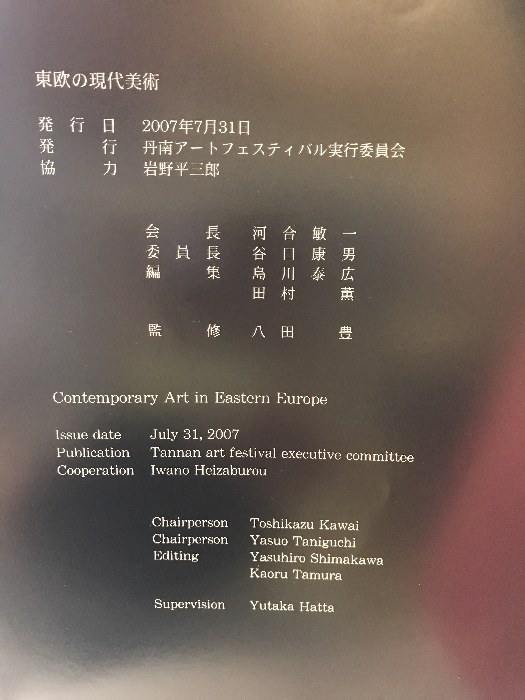 東欧の現代美術
発行日 2007年7月31日
発行 丹南アートフェスティバル実行委員会
協力 岩野平三郎
会長 河合敏一
委員長 谷口康男
編集 島川泰広
田村薫
監修 八田豊
Contemporary Art in Eastern Europe
Issue date July 31, 2007
Publication Tannan art festival executive committee
Cooperation Iwano Heizaburou
Chairperson Toshikazu Kawai
Chairperson Yasuo Taniguchi
Editing Yasuhiro Shimakawa
Kaoru Tamura
Supervision Yutaka Hatta